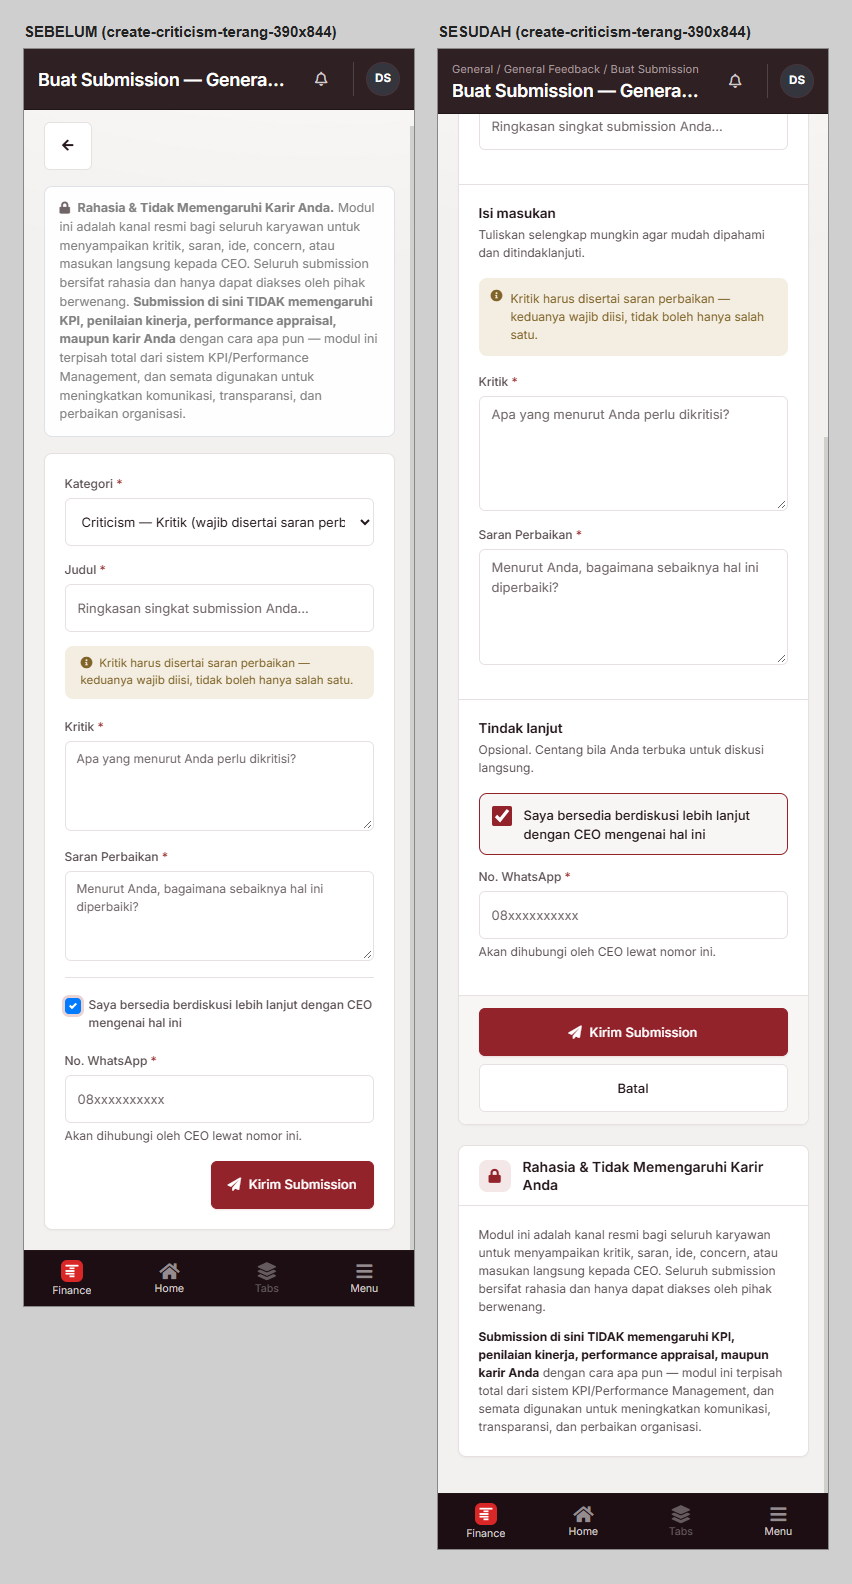 SEBELUM (create-criticism-terang-390x844)
Buat Submission — Genera...
DS
Rahasia & Tidak Memengaruhi Karir Anda. Modul
ini adalah kanal resmi bagi seluruh karyawan untuk
menyampaikan kritik, saran, ide, concern, atau
masukan langsung kepada CEO. Seluruh submission
bersifat rahasia dan hanya dapat diakses oleh pihak
berwenang. Submission di sini TIDAK memengaruhi
KPI, penilaian kinerja, performance appraisal,
maupun karir Anda dengan cara apa pun — modul ini
terpisah total dari sistem KPI/Performance
Management, dan semata digunakan untuk
meningkatkan komunikasi, transparansi, dan
perbaikan organisasi.
Kategori *
Criticism — Kritik (wajib disertai saran perb
Judul *
Ringkasan singkat submission Anda...
Kritik harus disertai saran perbaikan —
keduanya wajib diisi, tidak boleh hanya salah satu.
Kritik *
Apa yang menurut Anda perlu dikritisi?
Saran Perbaikan *
Menurut Anda, bagaimana sebaiknya hal ini
diperbaiki?
Saya bersedia berdiskusi lebih lanjut dengan CEO
mengenai hal ini
No. WhatsApp *
08xxxxxxxxxx
Akan dihubungi oleh CEO lewat nomor ini.
Kirim Submission
Finance
Home
Tabs
Menu
SESUDAH (create-criticism-terang-390x844)
General / General Feedback / Buat Submission
Buat Submission — Genera...
DS
Ringkasan singkat submission Anda...
Isi masukan
Tuliskan selengkap mungkin agar mudah dipahami
dan ditindaklanjuti.
Kritik harus disertai saran perbaikan —
keduanya wajib diisi, tidak boleh hanya salah
satu.
Kritik *
Apa yang menurut Anda perlu dikritisi?
Saran Perbaikan *
Menurut Anda, bagaimana sebaiknya hal ini
diperbaiki?
Tindak lanjut
Opsional. Centang bila Anda terbuka untuk diskusi
langsung.
Saya bersedia berdiskusi lebih lanjut
dengan CEO mengenai hal ini
No. WhatsApp *
08xxxxxxxxxx
Akan dihubungi oleh CEO lewat nomor ini.
Kirim Submission
Batal
Rahasia & Tidak Memengaruhi Karir
Anda
Modul ini adalah kanal resmi bagi seluruh karyawan
untuk menyampaikan kritik, saran, ide, concern, atau
masukan langsung kepada CEO. Seluruh submission
bersifat rahasia dan hanya dapat diakses oleh pihak
berwenang.
Submission di sini TIDAK memengaruhi KPI,
penilaian kinerja, performance appraisal, maupun
karir Anda dengan cara apa pun — modul ini terpisah
total dari sistem KPI/Performance Management, dan
semata digunakan untuk meningkatkan komunikasi,
transparansi, dan perbaikan organisasi.
Finance
Home
Tabs
Menu